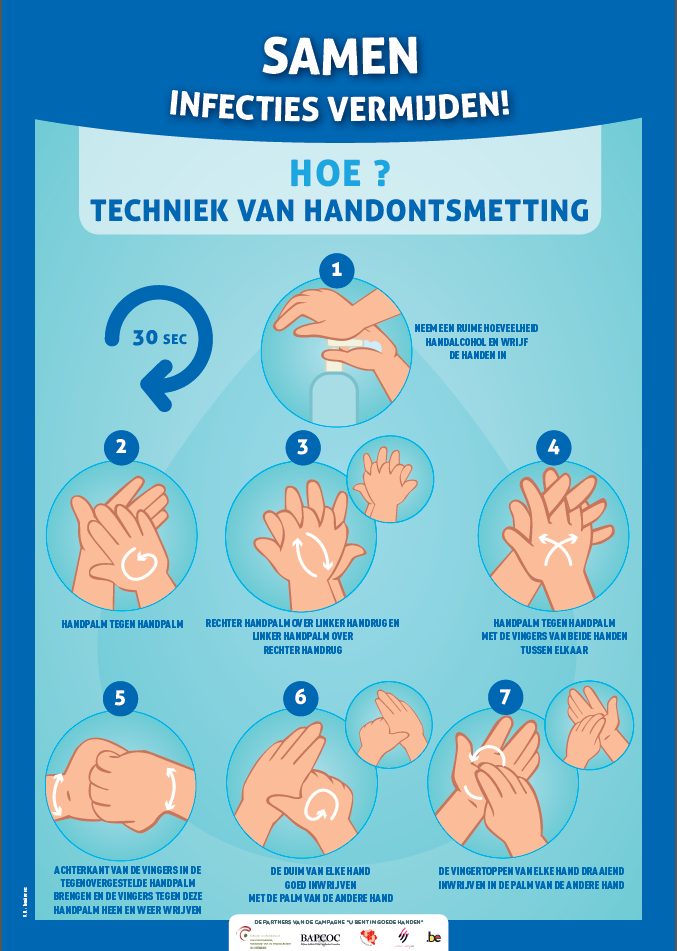 SAMEN
INFECTIES VERMIJDEN!
HOE ?
TECHNIEK VAN HANDONTSMETTING
1
30 SEC
NEEM EEN RUIME HOEVEELHEID
HANDALCOHOL EN WRIJF
DE HANDEN IN
2
3
4
HANDPALM TEGEN HANDPALM
RECHTER HANDPALM OVER LINKER HANDRUG EN
LINKER HANDPALM OVER
RECHTER HANDRUG
HANDPALM TEGEN HANDPALM
MET DE VINGERS VAN BEIDE HANDEN
TUSSEN ELKAAR
5
6
7
ACHTERKANT VAN DE VINGERS IN DE
TEGENOVERGESTELDE HANDPALM
BRENGEN EN DE VINGERS TEGEN DEZE
HANDPALM HEEN EN WEER WRIJVEN
DE DUIM VAN ELKE HAND
GOED INWRIJVEN
MET DE PALM VAN DE ANDERE HAND
DE VINGERTOPPEN VAN ELKE HAND DRAAIEND
INWRIJVEN IN DE PALM VAN DE ANDERE HAND
DE PARTNERS VAN DE CAMPAGNE "U BENT IN GOEDE HANDEN"
BAPCOC
.be